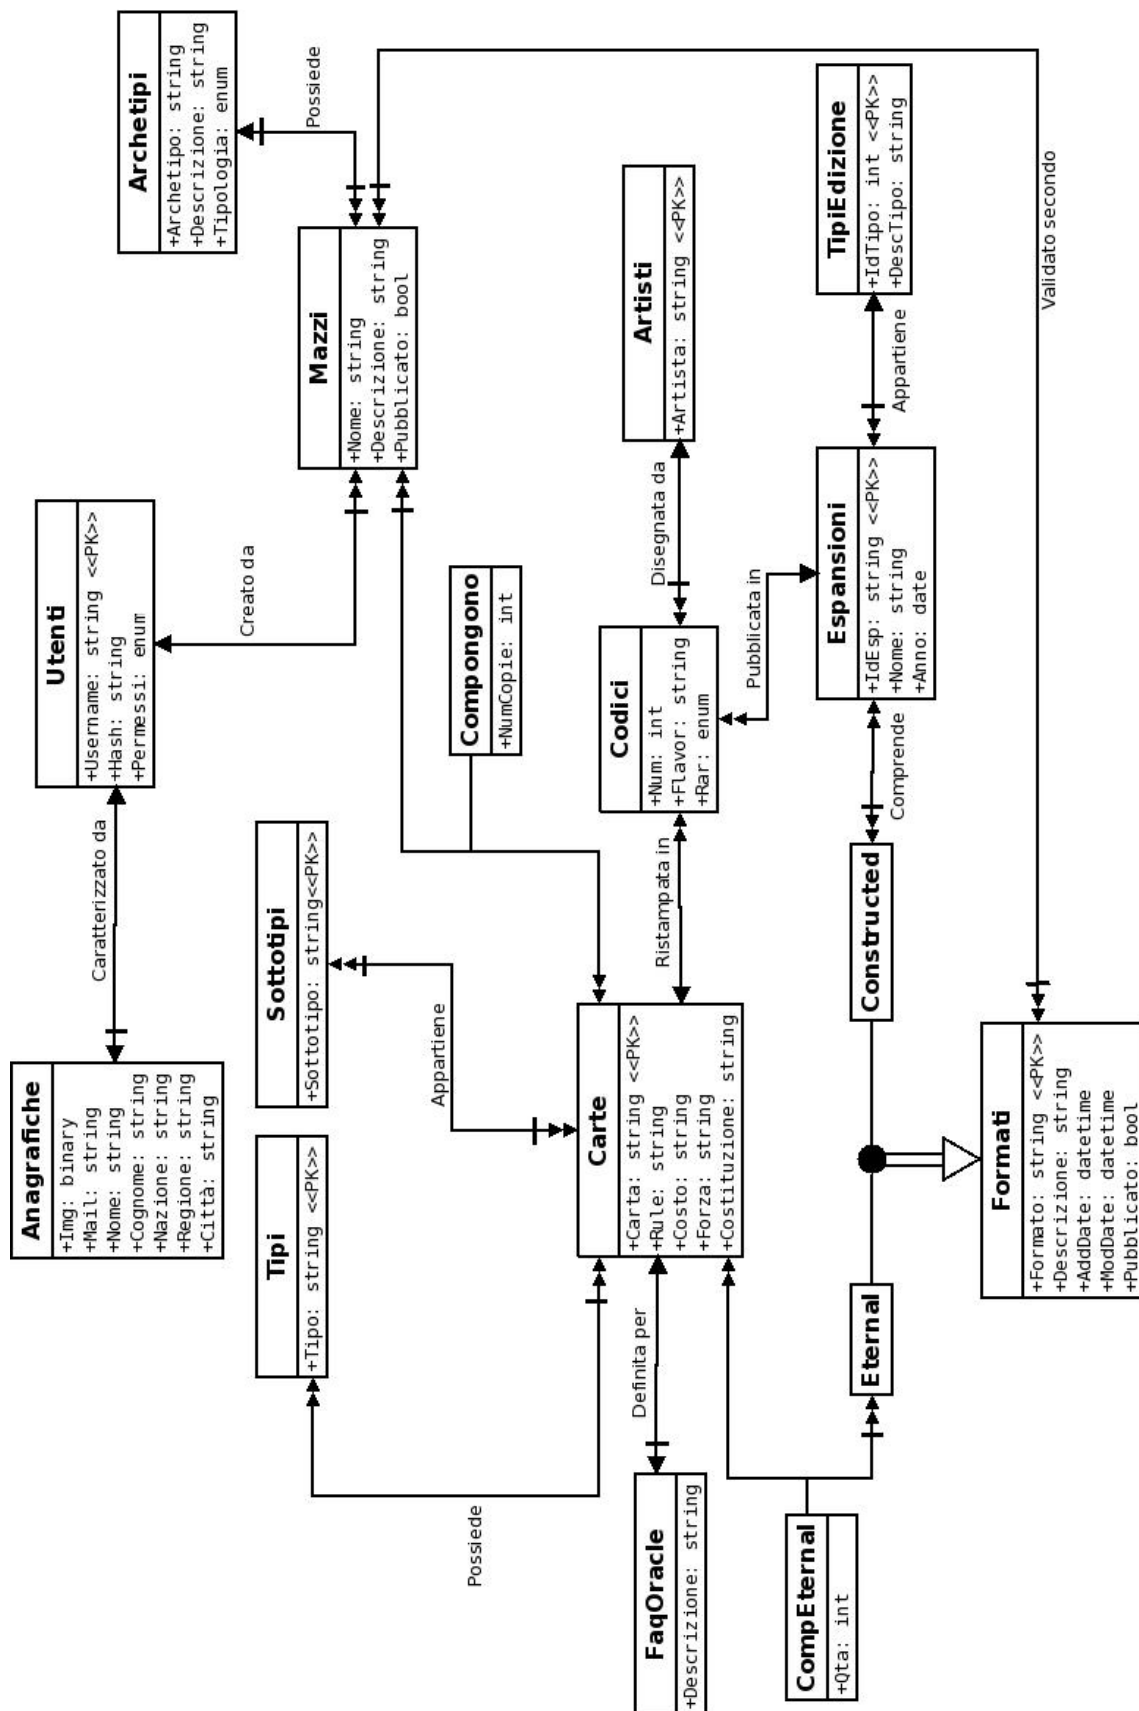 Anagrafiche
+Img: binary
+Mail: string
+Nome: string
+Cognome: string
+Nazione: string
+Regione: string
+Città: string
Caratterizzato da
Utenti
+Username: string <<PK>>
+Hash: string
+Permessi: enum
Archetipi
+Archetipo: string
+Descrizione: string
+Tipologia: enum
Possiede
Creato da
Tipi
+Tipo: string <<PK>>
Sottotipi
+Sottotipo: string<<PK>>
Mazzi
+Nome: string
+Descrizione: string
+Pubblicato: bool
Possiede
Appartiene
Compongono
+NumCopie: int
Carte
+Carta: string <<PK>>
+Rule: string
+Costo: string
+Forza: string
+Costituzione: string
FaqOracle
+Descrizione: string
Definita per
Ristampata in
Codici
+Num: int
+Flavor: string
+Rar: enum
Disegnata da
Artisti
+Artista: string <<PK>>
Pubblicata in
CompEternal
+Qta: int
Eternal
Constructed
Comprende
Espansioni
+IdEsp: string <<PK>>
+Nome: string
+Anno: date
Appartiene
TipiEdizione
+IdTipo: int <<PK>>
+DescTipo: string
Formati
+Formato: string <<PK>>
+Descrizione: string
+AddDate: datetime
+ModDate: datetime
+Pubblicato: bool
Validato secondo